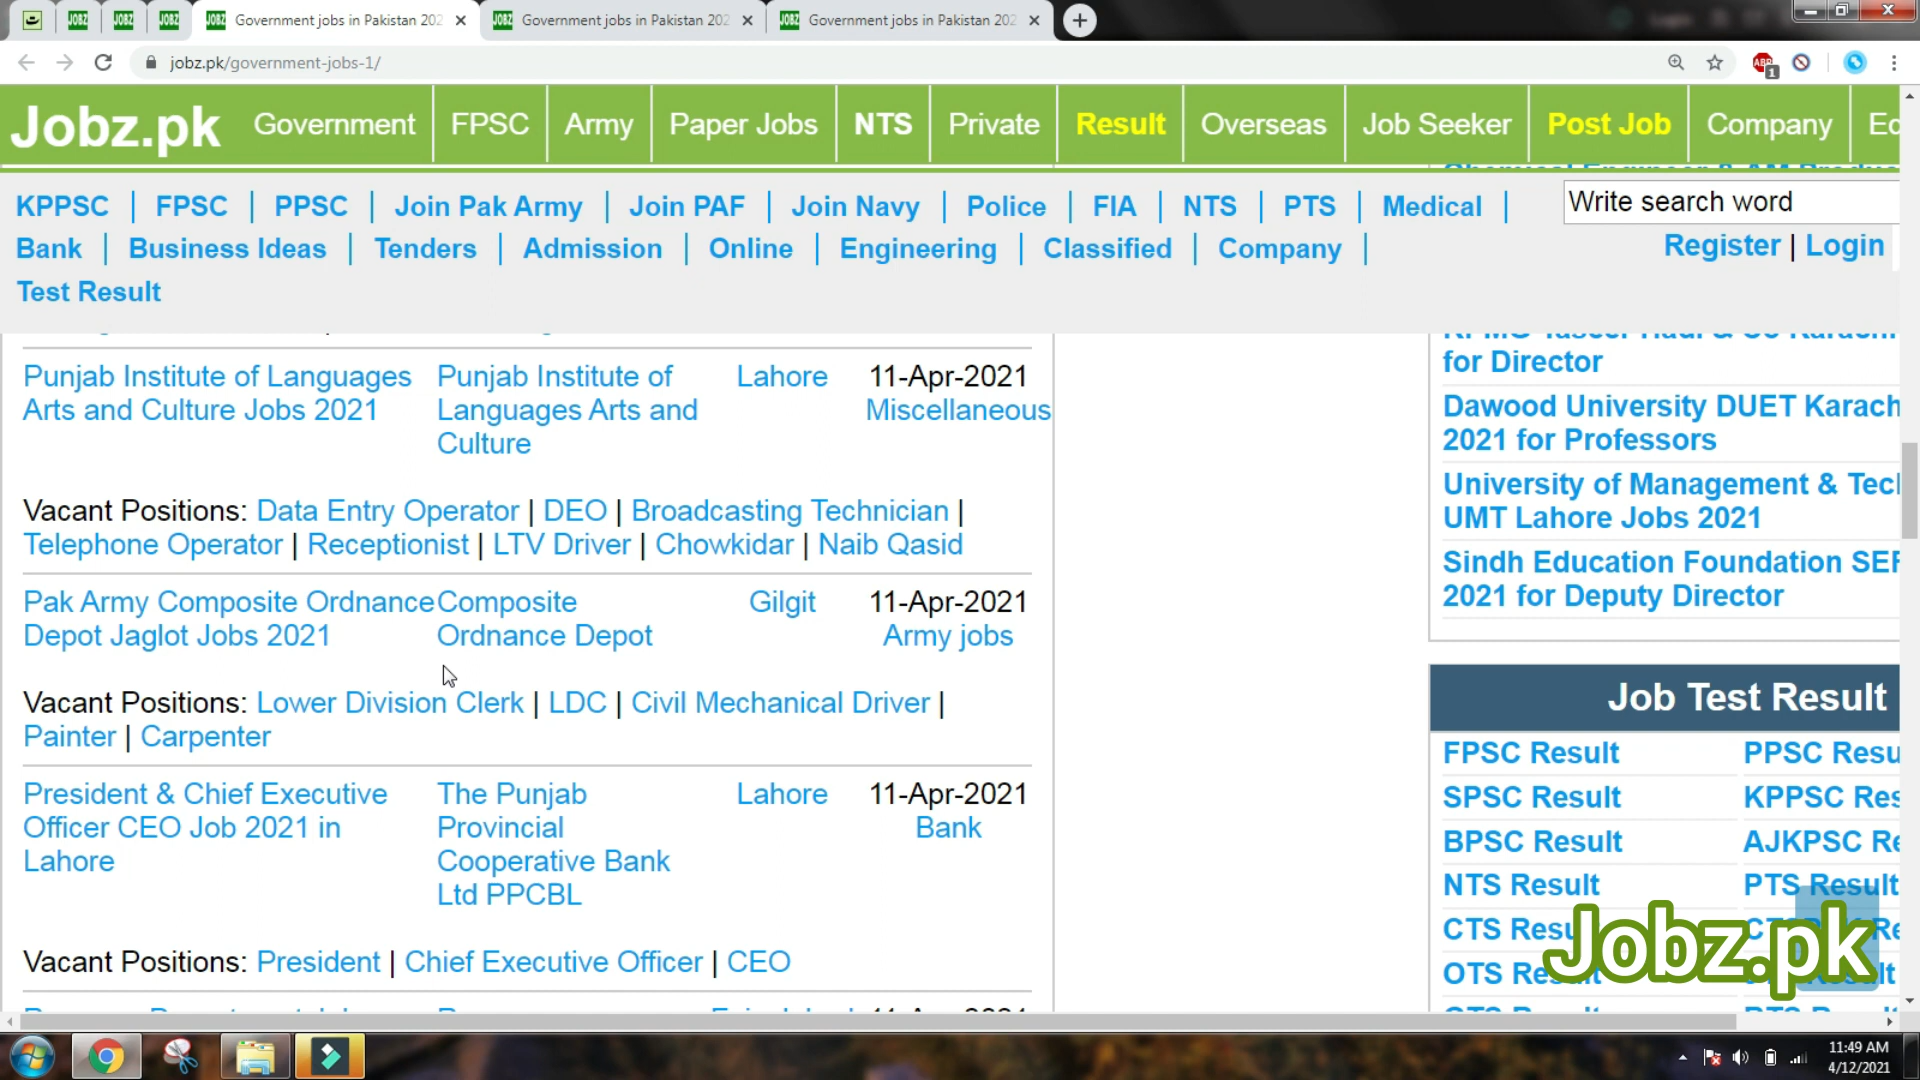 Government jobs in Pakistan 202
Government jobs in Pakistan 202
Government jobs in Pakistan 202
jobz.pk/government-jobs-1/
Jobz.pk Government FPSC Army Paper Jobs NTS Private Result Overseas Job Seeker Post Job Company Ec
KPPSC | FPSC | PPSC | Join Pak Army | Join PAF | Join Navy | Police | FIA | NTS | PTS | Medical |
Write search word
Bank | Business Ideas | Tenders | Admission | Online | Engineering | Classified | Company |
Register | Login
Test Result
Punjab Institute of Languages
Arts and Culture Jobs 2021
Punjab Institute of
Languages Arts and
Culture
Lahore
11-Apr-2021
Miscellaneous
Vacant Positions: Data Entry Operator | DEO | Broadcasting Technician |
Telephone Operator | Receptionist | LTV Driver | Chowkidar | Naib Qasid
Pak Army Composite Ordnance
Depot Jaglot Jobs 2021
Composite
Ordnance Depot
Gilgit
11-Apr-2021
Army jobs
Vacant Positions: Lower Division Clerk | LDC | Civil Mechanical Driver |
Painter | Carpenter
President & Chief Executive
Officer CEO Job 2021 in
Lahore
The Punjab
Provincial
Cooperative Bank
Ltd PPCBL
Lahore
11-Apr-2021
Bank
Vacant Positions: President | Chief Executive Officer | CEO
for Director
Dawood University DUET Karach
2021 for Professors
University of Management & Tec
UMT Lahore Jobs 2021
Sindh Education Foundation SEF
2021 for Deputy Director
Job Test Result
FPSC Result PPSC Resu
SPSC Result KPPSC Res
BPSC Result AJKPSC Re
NTS Result PTS Result
CTS Resu
OTS Re
Jobz.pk
11:49 AM
4/12/2021